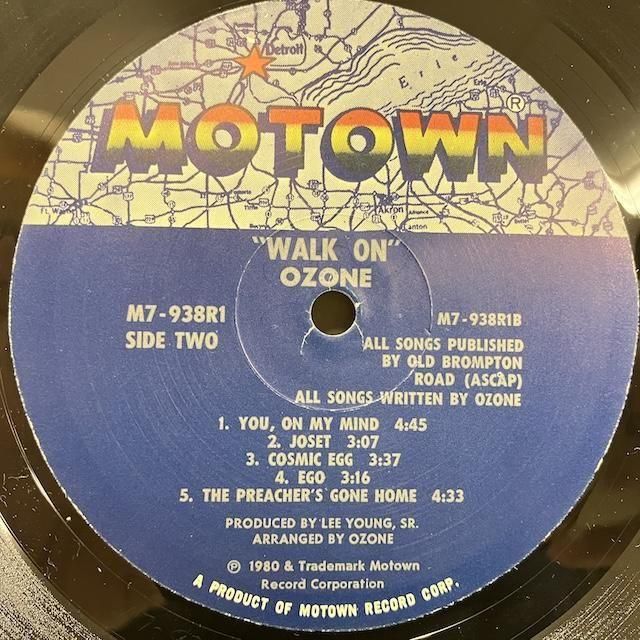 Detroit
Erie
Erie
MOTOWN®
Akron
Canton
"WALK ON"
OZONE
M7-938R1
M7-938R1B
SIDE TWO
ALL SONGS PUBLISHED
BY OLD BROMPTON
ROAD (ASCAP)
ALL SONGS WRITTEN BY OZONE
1. YOU, ON MY MIND 4:45
2. JOSET 3:07
3. COSMIC EGG 3:37
4. EGO 3:16
5. THE PREACHER'S GONE HOME 4:33
PRODUCED BY LEE YOUNG, SR.
ARRANGED BY OZONE
℗ 1980 & Trademark Motown
Record Corporation
A PRODUCT OF MOTOWN RECORD CORP.